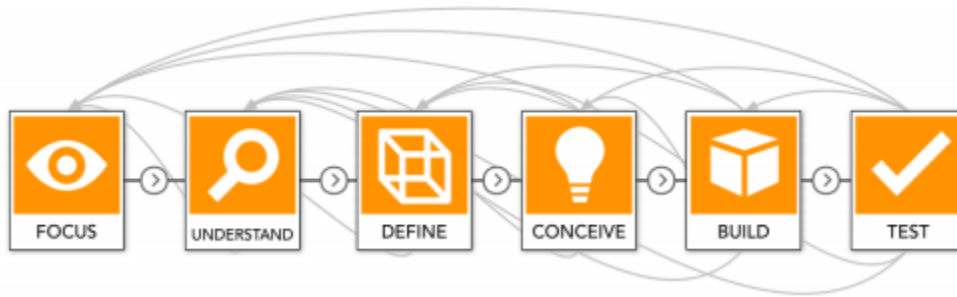 FOCUS
UNDERSTAND
DEFINE
CONCEIVE
BUILD
TEST